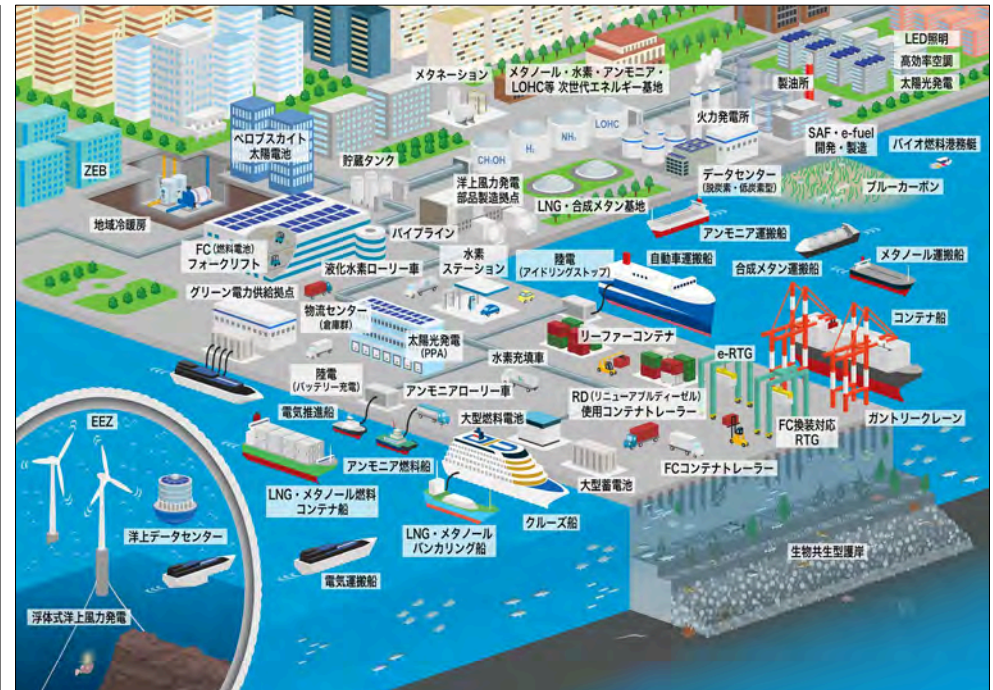 LED照明
高効率空調
太陽光発電
メタネーション
メタノール・水素・アンモニア・
LOHC等 次世代エネルギー基地
製油所
火力発電所
LOHC
NH₃
H₂
CH₃OH
SAF・e-fuel
開発・製造
バイオ燃料港務艇
ペロブスカイト
太陽電池
ZEB
貯蔵タンク
洋上風力発電
部品製造拠点
データセンター
(脱炭素・低炭素型)
ブルーカーボン
LNG・合成メタン基地
地域冷暖房
パイプライン
アンモニア運搬船
FC(燃料電池)
フォークリフト
液化水素ローリー車
水素
ステーション
陸電
(アイドリングストップ)
自動車運搬船
合成メタン運搬船
メタノール運搬船
グリーン電力供給拠点
物流センター
(倉庫群)
太陽光発電
(PPA)
リーファーコンテナ
コンテナ船
水素充填車
e-RTG
陸電
(バッテリー充電)
アンモニアローリー車
RD(リニューアブルディーゼル)
使用コンテナトレーラー
電気推進船
大型燃料電池
FC換装対応
RTG
ガントリークレーン
EEZ
アンモニア燃料船
FCコンテナトレーラー
大型蓄電池
LNG・メタノール燃料
コンテナ船
クルーズ船
LNG・メタノール
バンカリング船
洋上データセンター
電気運搬船
生物共生型護岸
浮体式洋上風力発電